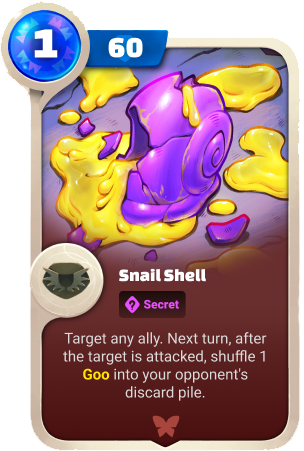 1
60
Snail Shell
Secret
Target any ally. Next turn, after
the target is attacked, shuffle 1
Goo into your opponent's
discard pile.